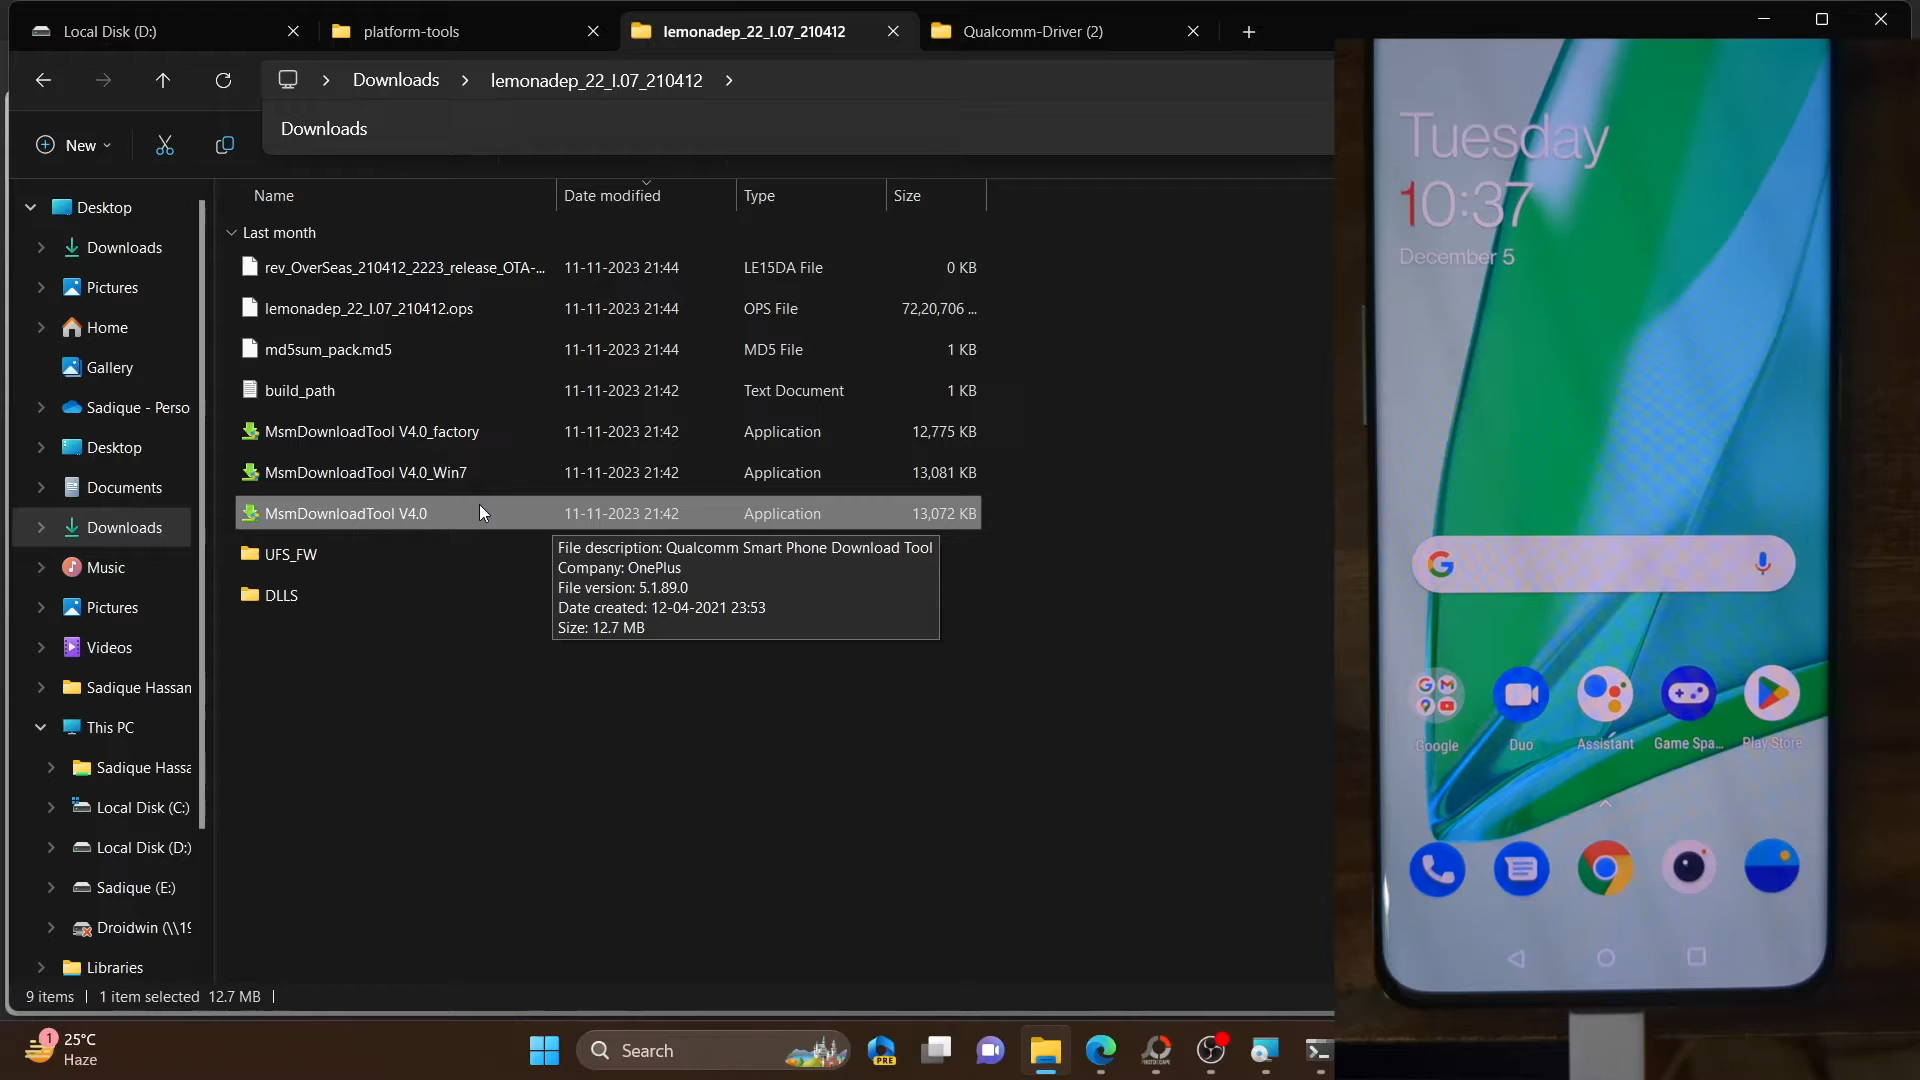 Local Disk (D:)
platform-tools
lemonadep_22_I.07_210412
Qualcomm-Driver (2)
Downloads
lemonadep_22_I.07_210412
Downloads
New
Name
Date modified
Type
Size
Last month
rev_OverSeas_210412_2223_release_OTA-...
11-11-2023 21:44
LE15DA File
0 KB
lemonadep_22_I.07_210412.ops
11-11-2023 21:44
OPS File
72,20,706 ...
md5sum_pack.md5
11-11-2023 21:44
MD5 File
1 KB
build_path
11-11-2023 21:42
Text Document
1 KB
MsmDownloadTool V4.0_factory
11-11-2023 21:42
Application
12,775 KB
MsmDownloadTool V4.0_Win7
11-11-2023 21:42
Application
13,081 KB
MsmDownloadTool V4.0
11-11-2023 21:42
Application
13,072 KB
UFS_FW
DLLS
File description: Qualcomm Smart Phone Download Tool
Company: OnePlus
File version: 5.1.89.0
Date created: 12-04-2021 23:53
Size: 12.7 MB
Desktop
Downloads
Pictures
Home
Gallery
Sadique - Perso
Desktop
Documents
Downloads
Music
Pictures
Videos
Sadique Hassan
This PC
Sadique Hassa
Local Disk (C:)
Local Disk (D:)
Sadique (E:)
Droidwin (\\19
Libraries
9 items
1 item selected 12.7 MB
1
25°C
Haze
Search
PRE
Tuesday
10:37
December 5
Google
Duo
Assistant
Game Spa...
Play Store